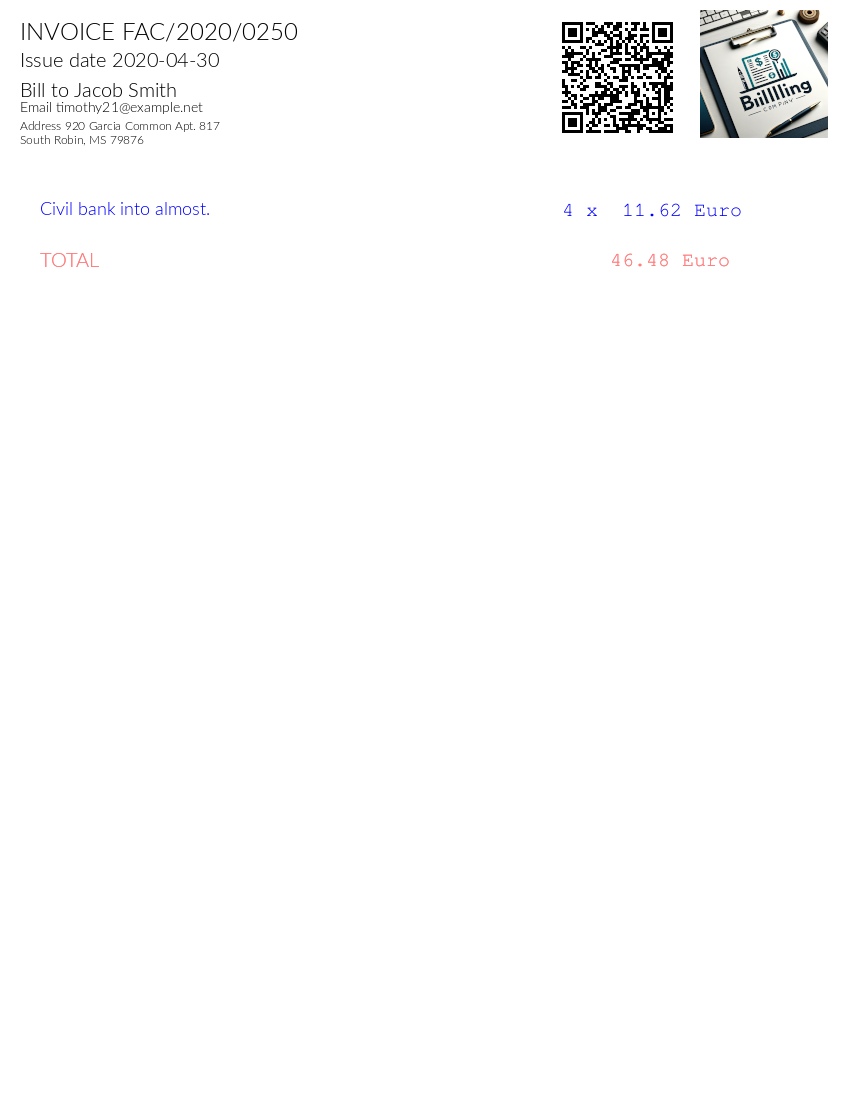 INVOICE FAC/2020/0250
Issue date 2020-04-30
Bill to Jacob Smith
Email timothy21@example.net
Address 920 Garcia Common Apt. 817
South Robin, MS 79876
Biillling
COMPANY
Civil bank into almost. 4 x 11.62 Euro
TOTAL 46.48 Euro